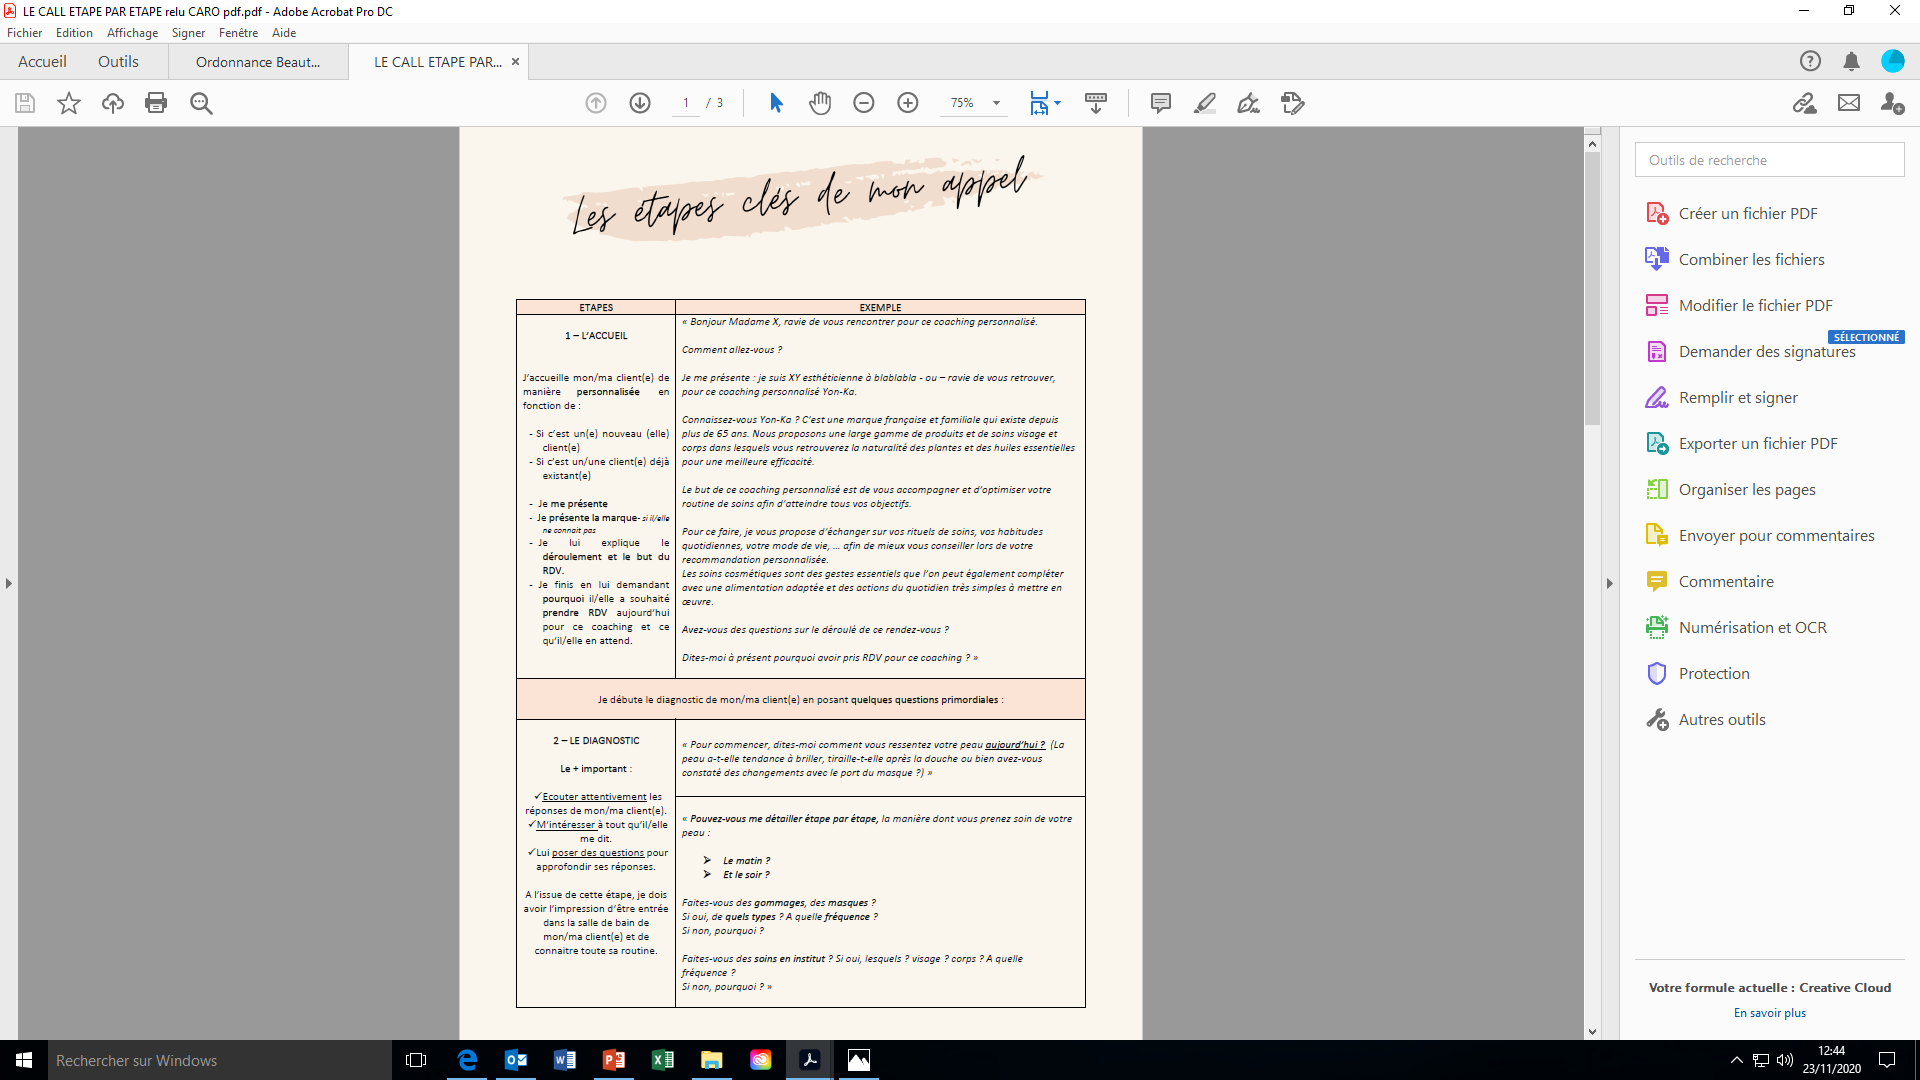 LE CALL ETAPE PAR ETAPE relu CARO pdf.pdf - Adobe Acrobat Pro DC
Fichier Edition Affichage Signer Fenêtre Aide
Accueil Outils Ordonnance Beaut... LE CALL ETAPE PAR... ×
1 / 3 75%
Les étapes clés de mon appel
ETAPES
1 – L'ACCUEIL
J'accueille mon/ma client(e) de
manière personnalisée en
fonction de :
- Si c'est un(e) nouveau (elle)
client(e)
- Si c'est un/une client(e) déjà
existant(e)
- Je me présente
- Je présente la marque- si il/elle
ne connait pas
- Je lui explique le
déroulement et le but du
RDV.
- Je finis en lui demandant
pourquoi il/elle a souhaité
prendre RDV aujourd'hui
pour ce coaching et ce
qu'il/elle en attend.
EXEMPLE
« Bonjour Madame X, ravie de vous rencontrer pour ce coaching personnalisé.
Comment allez-vous ?
Je me présente : je suis XY esthéticienne à blablabla - ou – ravie de vous retrouver,
pour ce coaching personnalisé Yon-Ka.
Connaissez-vous Yon-Ka ? C'est une marque française et familiale qui existe depuis
plus de 65 ans. Nous proposons une large gamme de produits et de soins visage et
corps dans lesquels vous retrouverez la naturalité des plantes et des huiles essentielles
pour une meilleure efficacité.
Le but de ce coaching personnalisé est de vous accompagner et d'optimiser votre
routine de soins afin d'atteindre tous vos objectifs.
Pour ce faire, je vous propose d'échanger sur vos rituels de soins, vos habitudes
quotidiennes, votre mode de vie, ... afin de mieux vous conseiller lors de votre
recommandation personnalisée.
Les soins cosmétiques sont des gestes essentiels que l'on peut également compléter
avec une alimentation adaptée et des actions du quotidien très simples à mettre en
œuvre.
Avez-vous des questions sur le déroulé de ce rendez-vous ?
Dites-moi à présent pourquoi avoir pris RDV pour ce coaching ? »
Je débute le diagnostic de mon/ma client(e) en posant quelques questions primordiales :
2 – LE DIAGNOSTIC
Le + important :
✓Ecouter attentivement les
réponses de mon/ma client(e).
✓M'intéresser à tout qu'il/elle
me dit.
✓Lui poser des questions pour
approfondir ses réponses.
A l'issue de cette étape, je dois
avoir l'impression d'être entrée
dans la salle de bain de
mon/ma client(e) et de
connaitre toute sa routine.
« Pour commencer, dites-moi comment vous ressentez votre peau aujourd'hui ? (La
peau a-t-elle tendance à briller, tiraille-t-elle après la douche ou bien avez-vous
constaté des changements avec le port du masque ?) »
« Pouvez-vous me détailler étape par étape, la manière dont vous prenez soin de votre
peau :
➢ Le matin ?
➢ Et le soir ?
Faites-vous des gommages, des masques ?
Si oui, de quels types ? A quelle fréquence ?
Si non, pourquoi ?
Faites-vous des soins en institut ? Si oui, lesquels ? visage ? corps ? A quelle
fréquence ?
Si non, pourquoi ? »
Outils de recherche
Créer un fichier PDF
Combiner les fichiers
Modifier le fichier PDF
SÉLECTIONNÉ
Demander des signatures
Remplir et signer
Exporter un fichier PDF
Organiser les pages
Envoyer pour commentaires
Commentaire
Numérisation et OCR
Protection
Autres outils
Votre formule actuelle : Creative Cloud
En savoir plus
Rechercher sur Windows
12:44
23/11/2020